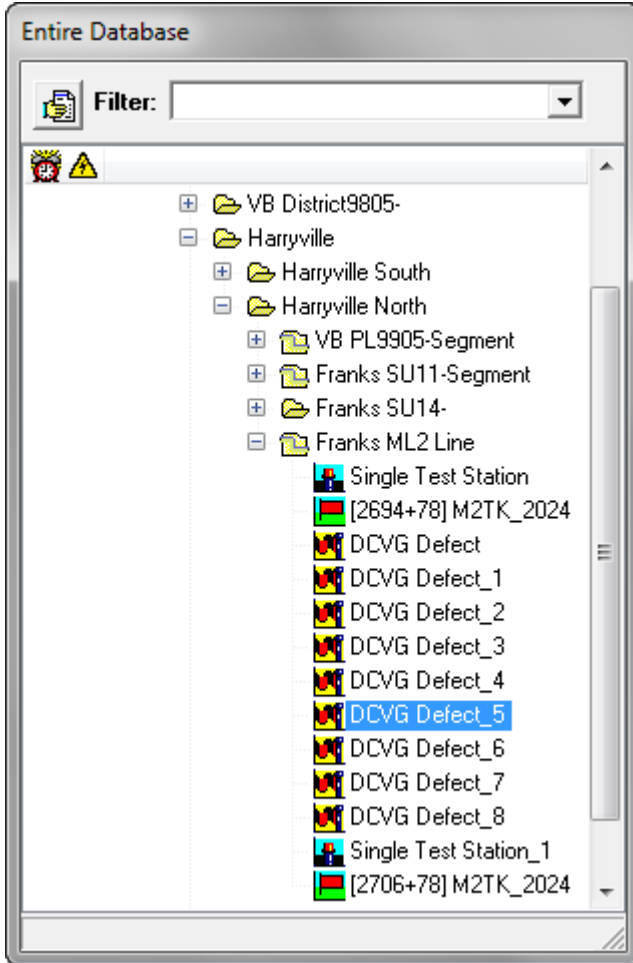 Entire Database
Filter:
VB District9805-
Harryville
Harryville South
Harryville North
VB PL9905-Segment
Franks SU11-Segment
Franks SU14-
Franks ML2 Line
Single Test Station
[2694+78] M2TK_2024
DCVG Defect
DCVG Defect_1
DCVG Defect_2
DCVG Defect_3
DCVG Defect_4
DCVG Defect_5
DCVG Defect_6
DCVG Defect_7
DCVG Defect_8
Single Test Station_1
[2706+78] M2TK_2024